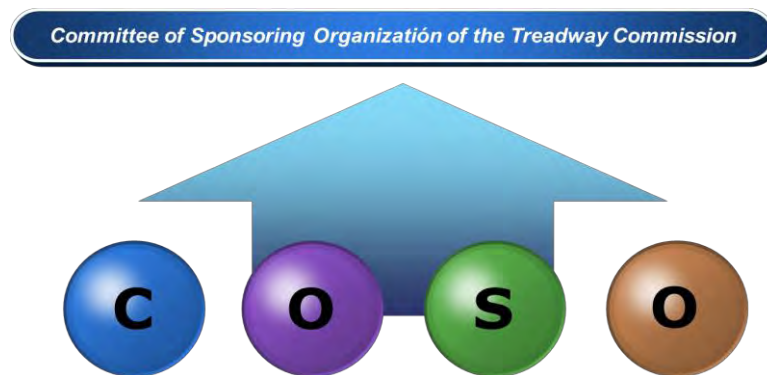 Committee of Sponsoring Organizatión of the Treadway Commission
C O S O